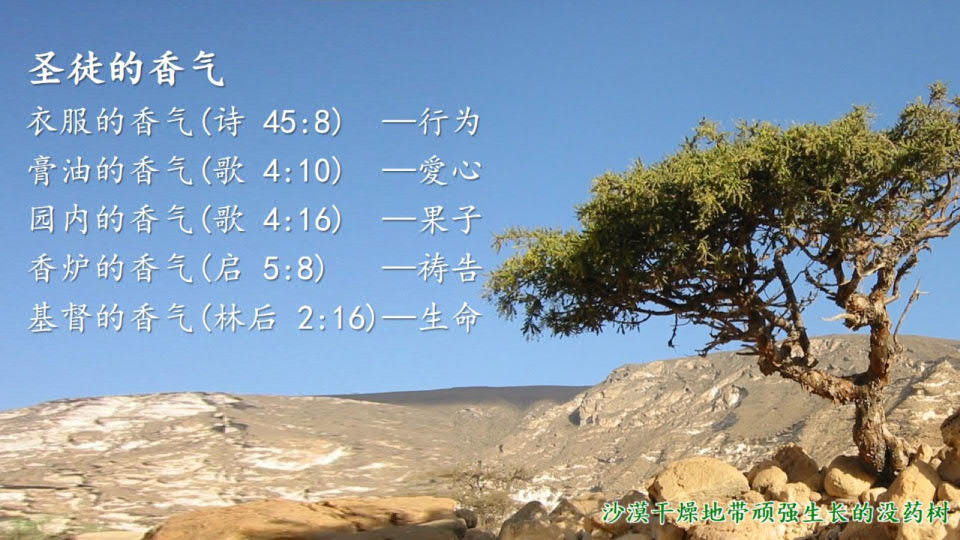 圣徒的香气
衣服的香气(诗 45:8) —行为
膏油的香气(歌 4:10) —愛心
园内的香气(歌 4:16) —果子
香炉的香气(启 5:8) —祷告
基督的香气(林后 2:16)—生命
沙漠干燥地带顽强生长的没药树